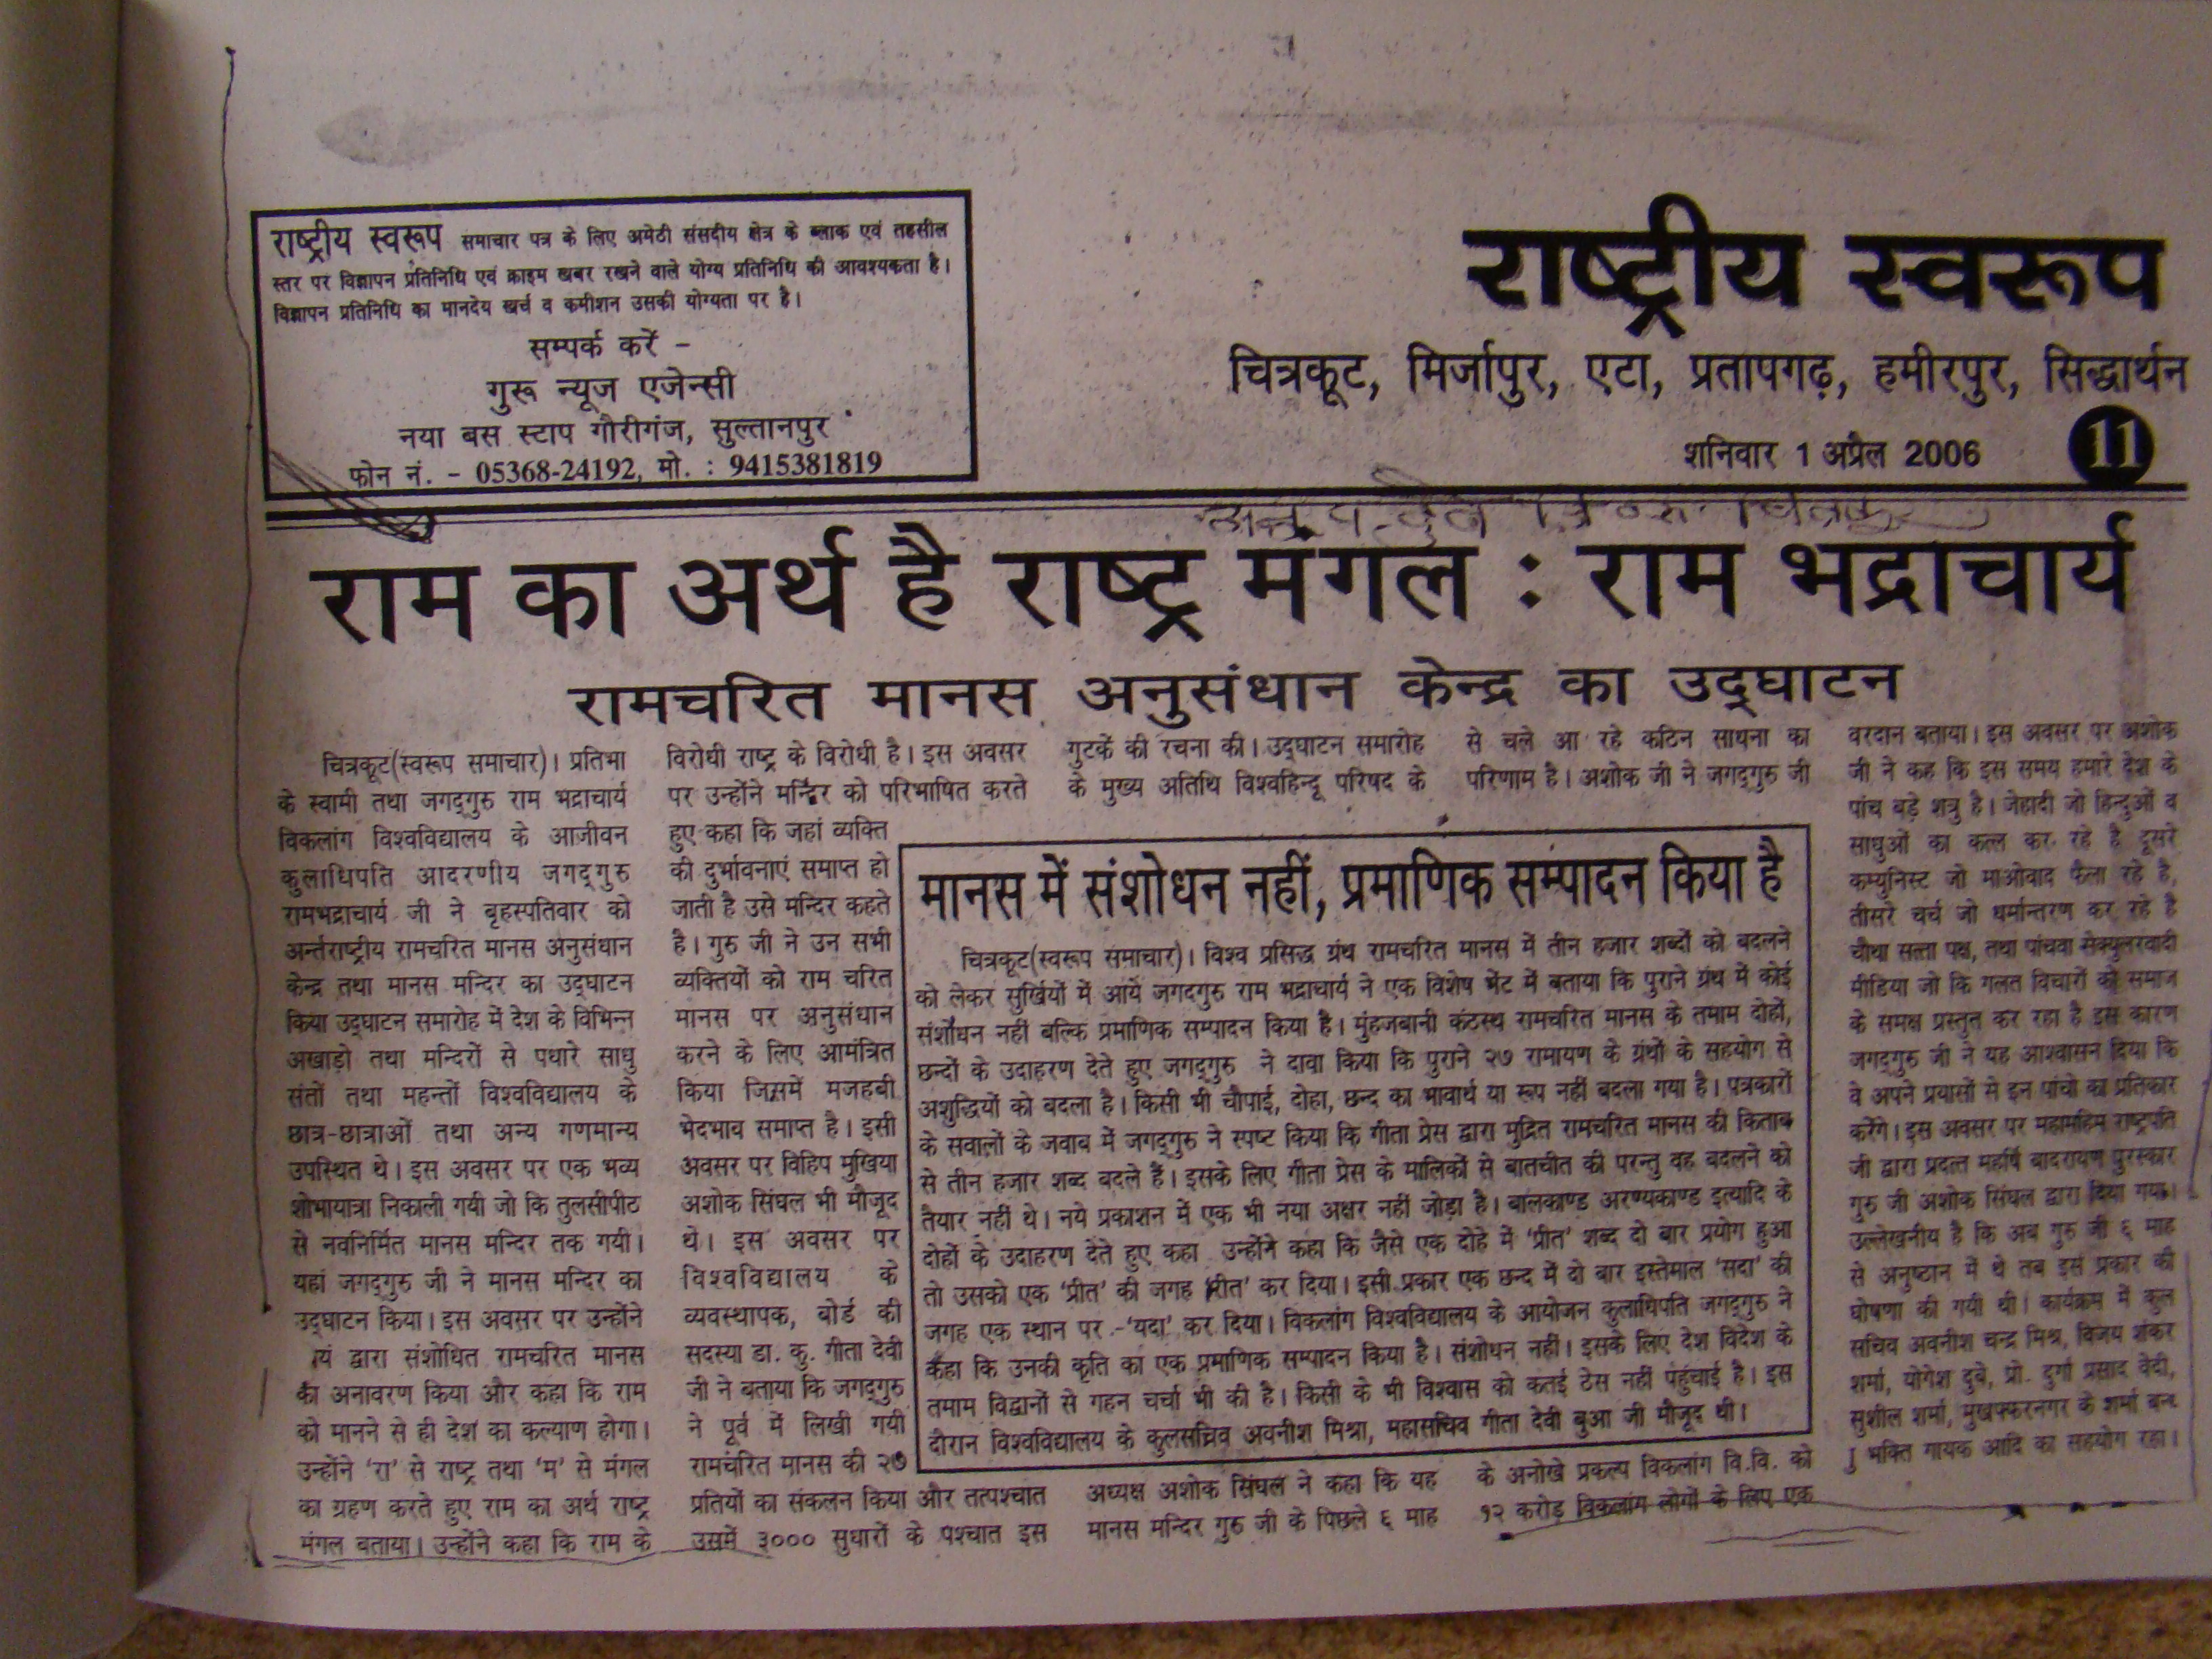 राष्ट्रीय स्वरूप समाचार पत्र के लिए अमेठी संसदीय क्षेत्र के ब्लाक एवं तहसील
स्तर पर विज्ञापन प्रतिनिधि एवं क्राइम खबर रखने वाले योग्य प्रतिनिधि की आवश्यकता है।
विज्ञापन प्रतिनिधि का मानदेय खर्च व कमीशन उसकी योग्यता पर है।
सम्पर्क करें -
गुरू न्यूज एजेन्सी
नया बस स्टाप गौरीगंज, सुल्तानपुर
फोन नं. - 05368-24192, मो. : 9415381819
राष्ट्रीय स्वरूप
चित्रकूट, मिर्जापुर, एटा, प्रतापगढ़, हमीरपुर, सिद्धार्थन
शनिवार 1 अप्रैल 2006
11
राम का अर्थ है राष्ट्र मंगल : राम भद्राचार्य
रामचरित मानस अनुसंधान केन्द्र का उद्घाटन
चित्रकूट(स्वरूप समाचार)। प्रतिभा
के स्वामी तथा जगद्गुरु राम भद्राचार्य
विकलांग विश्वविद्यालय के आजीवन
कुलाधिपति आदरणीय जगद्गुरु
रामभद्राचार्य जी ने बृहस्पतिवार को
अर्न्तराष्ट्रीय रामचरित मानस अनुसंधान
केन्द्र तथा मानस मन्दिर का उद्घाटन
किया उद्घाटन समारोह में देश के विभिन्न
अखाड़ो तथा मन्दिरों से पधारे साधु
संतों तथा महन्तों विश्वविद्यालय के
छात्र-छात्राओं तथा अन्य गणमान्य
उपस्थित थे। इस अवसर पर एक भव्य
शोभायात्रा निकाली गयी जो कि तुलसीपीठ
से नवनिर्मित मानस मन्दिर तक गयी।
यहां जगद्गुरु जी ने मानस मन्दिर का
उद्घाटन किया। इस अवसर पर उन्होंने
यं द्वारा संशोधित रामचरित मानस
का अनावरण किया और कहा कि राम
को मानने से ही देश का कल्याण होगा।
उन्होंने 'रा' से राष्ट्र तथा 'म' से मंगल
का ग्रहण करते हुए राम का अर्थ राष्ट्र
मंगल बताया। उन्होंने कहा कि राम के
विरोधी राष्ट्र के विरोधी है। इस अवसर
पर उन्होंने मन्दिर को परिभाषित करते
हुए कहा कि जहां व्यक्ति
की दुर्भावनाएं समाप्त हो
जाती है उसे मन्दिर कहते
है। गुरु जी ने उन सभी
व्यक्तियों को राम चरित
मानस पर अनुसंधान
करने के लिए आमंत्रित
किया जिसमें मजहबी
भेदभाव समाप्त है। इसी
अवसर पर विहिप मुखिया
अशोक सिंघल भी मौजूद
थे। इस अवसर पर
विश्वविद्यालय के
व्यवस्थापक, बोर्ड की
सदस्या डा. कु. गीता देवी
जी ने बताया कि जगद्गुरु
ने पूर्व में लिखी गयी
रामचंरित मानस की २७
प्रतियों का संकलन किया और तत्पश्चात
उसमें ३००० सुधारों के पश्चात इस
गुटकें की रचना की। उद्घाटन समारोह
के मुख्य अतिथि विश्वहिन्दू परिषद के
मानस में संशोधन नहीं, प्रमाणिक सम्पादन किया है
चित्रकूट(स्वरूप समाचार)। विश्व प्रसिद्ध ग्रंथ रामचरित मानस में तीन हजार शब्दों को बदलने
को लेकर सुर्खियों में आये जगदगुरु राम भद्राचार्य ने एक विशेष भेंट में बताया कि पुराने ग्रंथ में कोई
संशोधन नहीं बल्कि प्रमाणिक सम्पादन किया है। मुंहजबानी कंटस्थ रामचरित मानस के तमाम दोहों,
छन्दों के उदाहरण देते हुए जगद्गुरु ने दावा किया कि पुराने २७ रामायण के ग्रंथों के सहयोग से
अशुद्धियों को बदला है। किसी भी चौपाई, दोहा, छन्द का भावार्थ या रूप नहीं बदला गया है। पत्रकारों
के सवालों के जवाब में जगद्गुरु ने स्पष्ट किया कि गीता प्रेस द्वारा मुद्रित रामचरित मानस की किताब
से तीन हजार शब्द बदले हैं। इसके लिए गीता प्रेस के मालिकों से बातचीत की परन्तु वह बदलने को
तैयार नहीं थे। नये प्रकाशन में एक भी नया अक्षर नहीं जोड़ा है। बालकाण्ड अरण्यकाण्ड इत्यादि के
दोहों के उदाहरण देते हुए कहा उन्होंने कहा कि जैसे एक दोहे में 'प्रीत' शब्द दो बार प्रयोग हुआ
तो उसको एक 'प्रीत' की जगह 'रीत' कर दिया। इसी प्रकार एक छन्द में दो बार इस्तेमाल 'सदा' की
जगह एक स्थान पर -'यदा' कर दिया। विकलांग विश्वविद्यालय के आयोजन कुलाधिपति जगद्गुरु ने
कहा कि उनकी कृति का एक प्रमाणिक सम्पादन किया है। संशोधन नहीं। इसके लिए देश विदेश के
तमाम विद्वानों से गहन चर्चा भी की है। किसी के भी विश्वास को कतई ठेस नहीं पहुंचाई है। इस
दौरान विश्वविद्यालय के कुलसचिव अवनीश मिश्रा, महासचिव गीता देवी बुआ जी मौजूद थी।
अध्यक्ष अशोक सिंघल ने कहा कि यह
मानस मन्दिर गुरु जी के पिछले ६ माह
से चले आ रहे कठिन साधना का
परिणाम है। अशोक जी ने जगद्गुरु जी
के अनोखे प्रकल्प विकलांग वि.वि. को
१२ करोड़ विकलांग लोगों के लिए एक
वरदान बताया। इस अवसर पर अशोक
जी ने कह कि इस समय हमारे देश के
पांच बड़े शत्रु है। जेहादी जो हिन्दुओं व
साधुओं का कत्ल कर रहे है दूसरे
कम्युनिस्ट जो माओवाद फैला रहे है,
तीसरे चर्च जो धर्मान्तरण कर रहे है
चौथा सत्ता पक्ष, तथा पांचवा सेक्युलरवादी
मीडिया जो कि गलत विचारों को समाज
के समक्ष प्रस्तुत कर रहा है इस कारण
जगद्गुरु जी ने यह आश्वासन दिया कि
वे अपने प्रयासों से इन पांचो का प्रतिकार
करेंगे। इस अवसर पर महामहिम राष्ट्रपति
जी द्वारा प्रदत्त महर्षि बादरायण पुरस्कार
गुरु जी अशोक सिंघल द्वारा दिया गया।
उल्लेखनीय है कि अब गुरु जी ६ माह
से अनुष्ठान में थे तब इस प्रकार की
घोषणा की गयी थी। कार्यक्रम में कुल
सचिव अवनीश चन्द्र मिश्र, विजय शंकर
शर्मा, योगेश दुबे, प्रो. दुर्गा प्रसाद वेदी,
सुशील शर्मा, मुखफ्फरनगर के शर्मा बन्
भक्ति गायक आदि का सहयोग रहा।